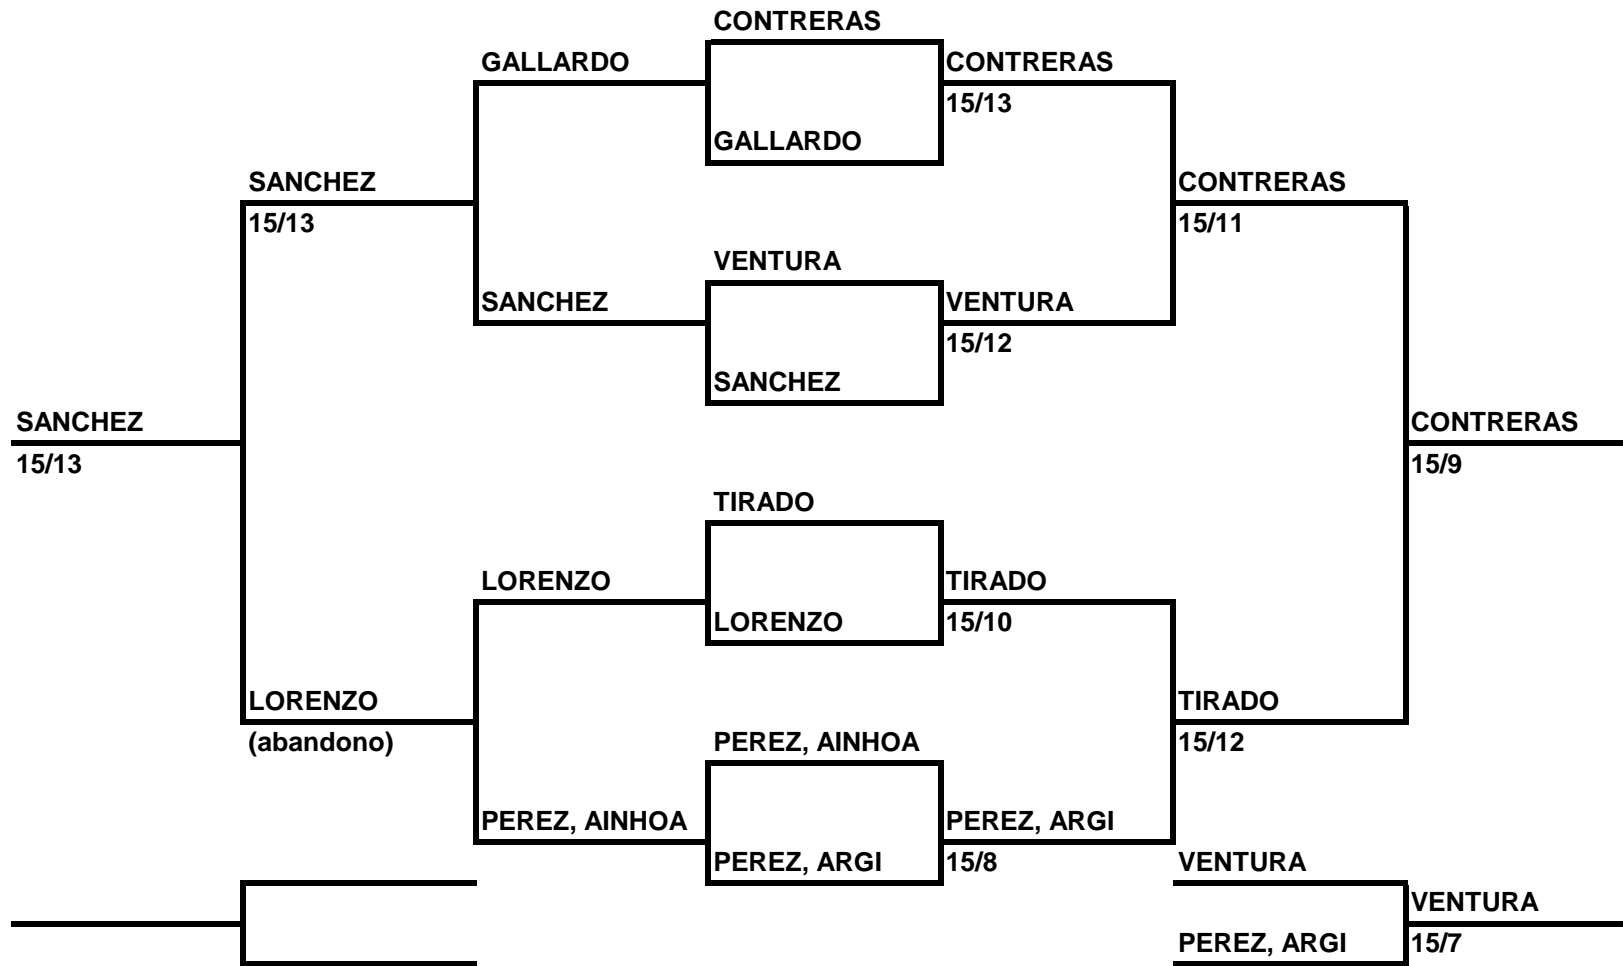 CONTRERAS
GALLARDO
CONTRERAS
15/13
GALLARDO
SANCHEZ
CONTRERAS
15/13
15/11
VENTURA
SANCHEZ
VENTURA
15/12
SANCHEZ
SANCHEZ
CONTRERAS
15/13
15/9
TIRADO
LORENZO
TIRADO
LORENZO
15/10
LORENZO
TIRADO
(abandono)
PEREZ, AINHOA
15/12
PEREZ, AINHOA
PEREZ, ARGI
PEREZ, ARGI
15/8
VENTURA
VENTURA
PEREZ, ARGI
15/7